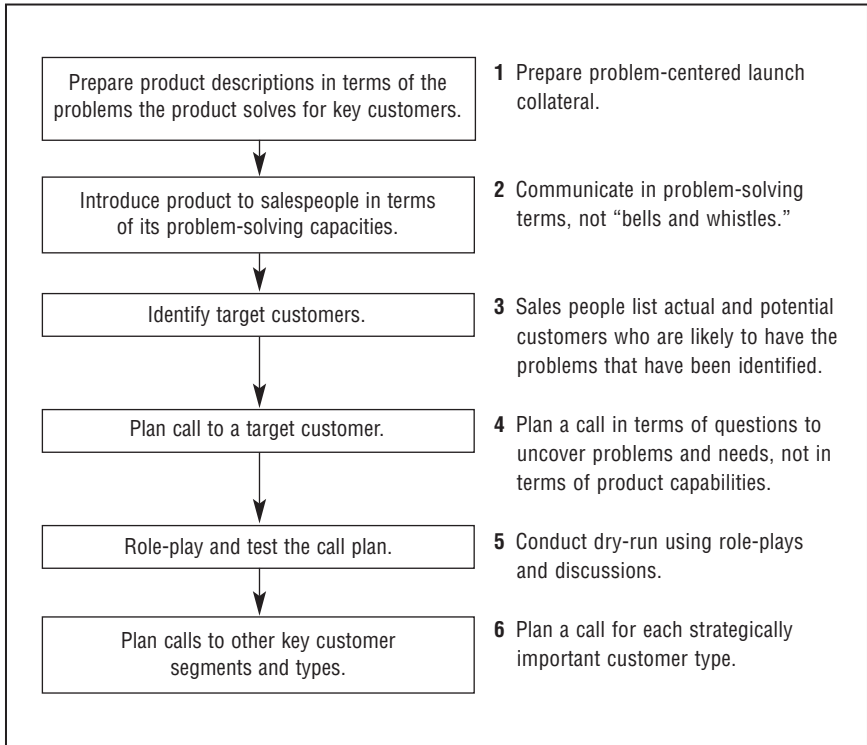 Prepare product descriptions in terms of the
problems the product solves for key customers.
1 Prepare problem-centered launch
collateral.
Introduce product to salespeople in terms
of its problem-solving capacities.
2 Communicate in problem-solving
terms, not “bells and whistles.”
Identify target customers.
3 Sales people list actual and potential
customers who are likely to have the
problems that have been identified.
Plan call to a target customer.
4 Plan a call in terms of questions to
uncover problems and needs, not in
terms of product capabilities.
Role-play and test the call plan.
5 Conduct dry-run using role-plays
and discussions.
Plan calls to other key customer
segments and types.
6 Plan a call for each strategically
important customer type.